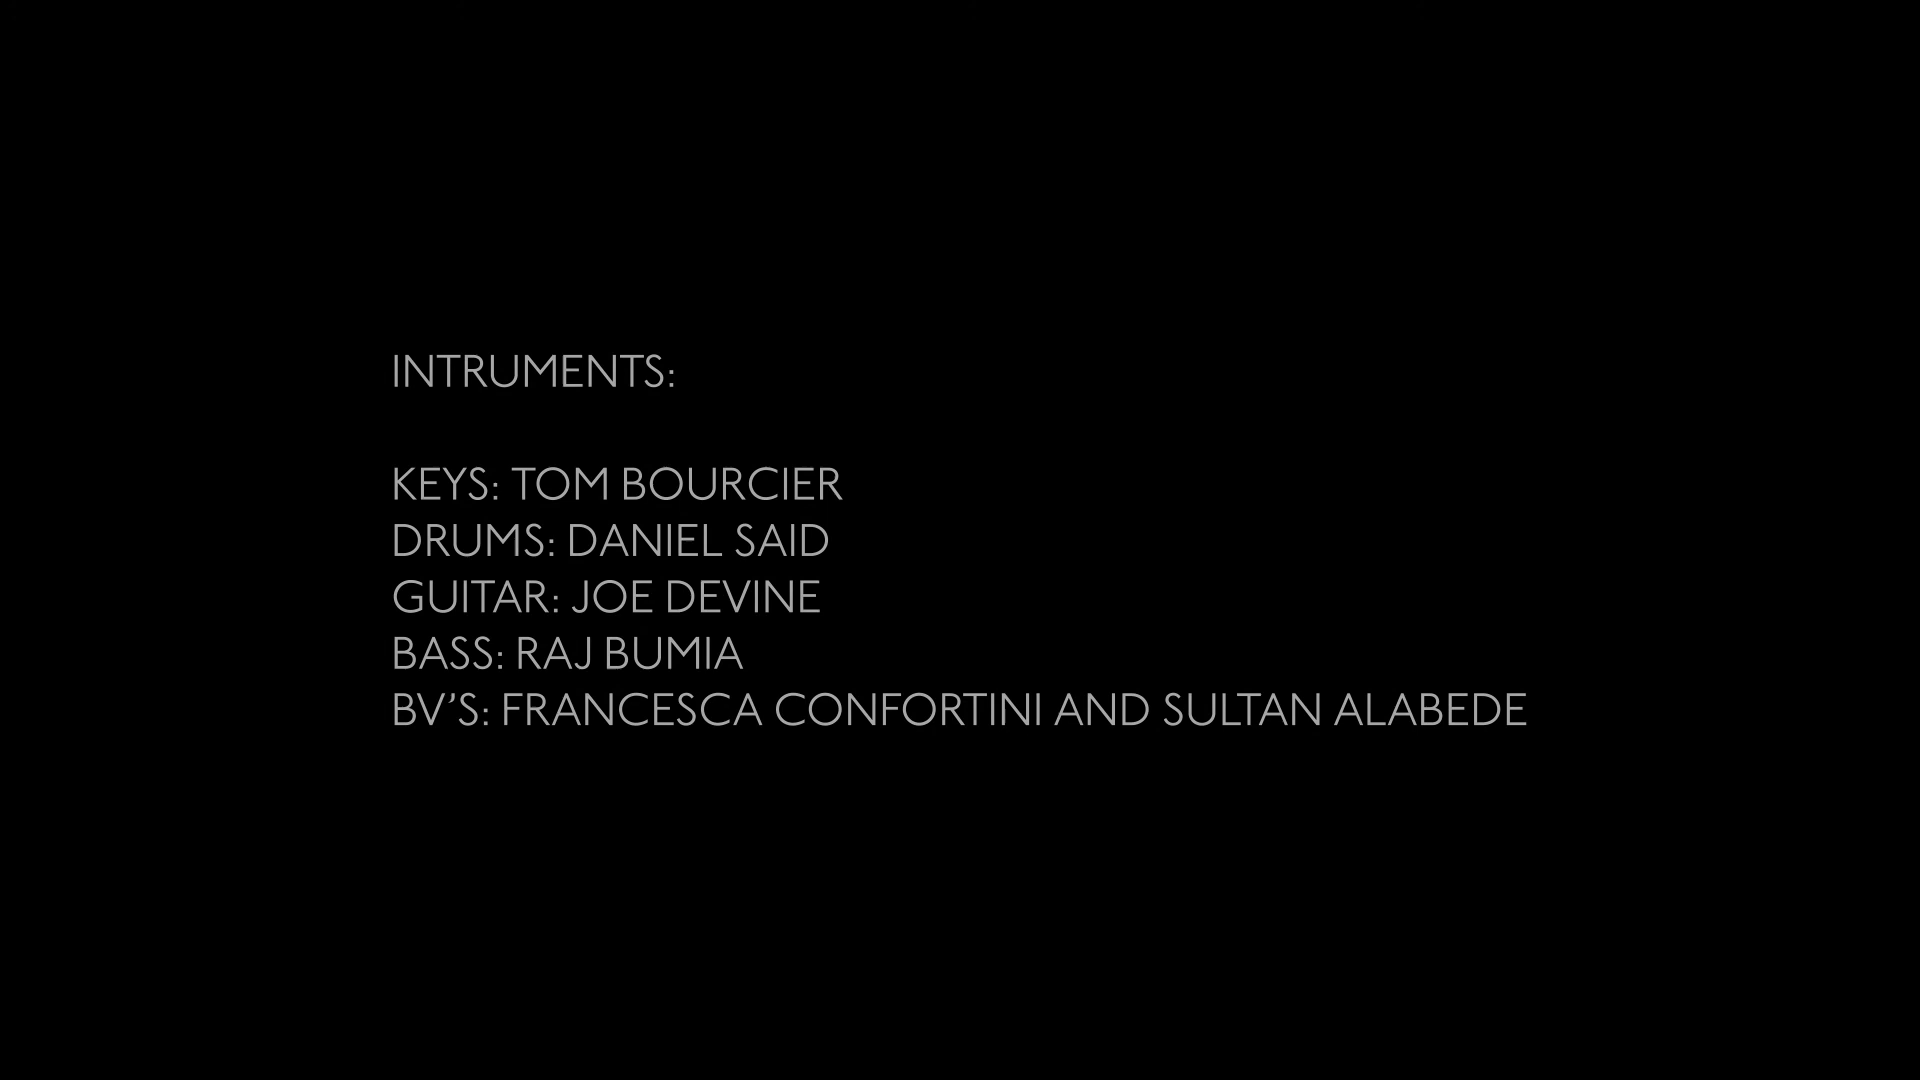 INTRUMENTS:
KEYS: TOM BOURCIER
DRUMS: DANIEL SAID
GUITAR: JOE DEVINE
BASS: RAJ BUMIA
BV’S: FRANCESCA CONFORTINI AND SULTAN ALABEDE